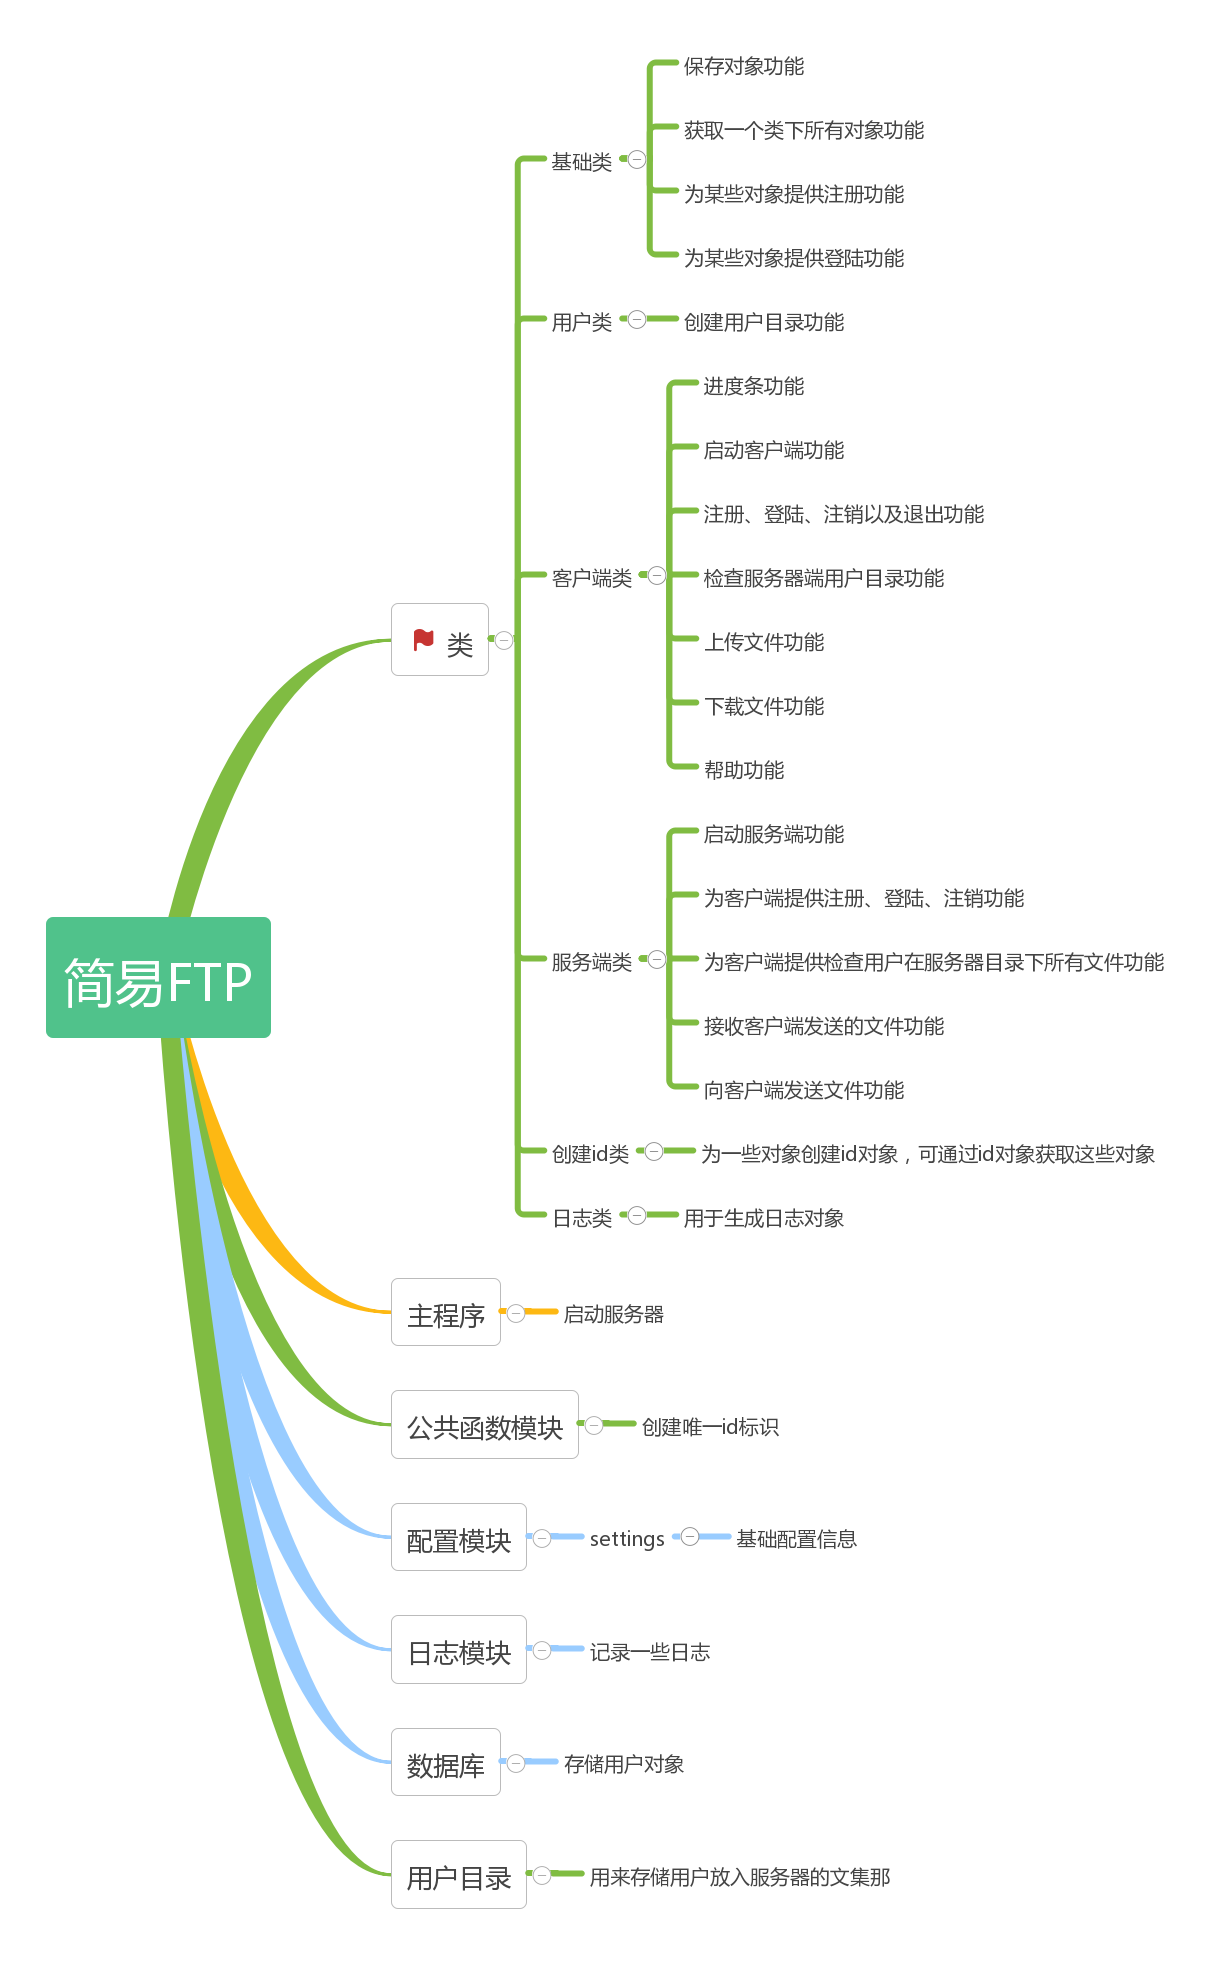 简易FTP
类
基础类
保存对象功能
获取一个类下所有对象功能
为某些对象提供注册功能
为某些对象提供登陆功能
用户类
创建用户目录功能
客户端类
进度条功能
启动客户端功能
注册、登陆、注销以及退出功能
检查服务器端用户目录功能
上传文件功能
下载文件功能
帮助功能
服务端类
启动服务端功能
为客户端提供注册、登陆、注销功能
为客户端提供检查用户在服务器目录下所有文件功能
接收客户端发送的文件功能
向客户端发送文件功能
创建id类
为一些对象创建id对象，可通过id对象获取这些对象
日志类
用于生成日志对象
主程序
启动服务器
公共函数模块
创建唯一id标识
配置模块
settings
基础配置信息
日志模块
记录一些日志
数据库
存储用户对象
用户目录
用来存储用户放入服务器的文集那